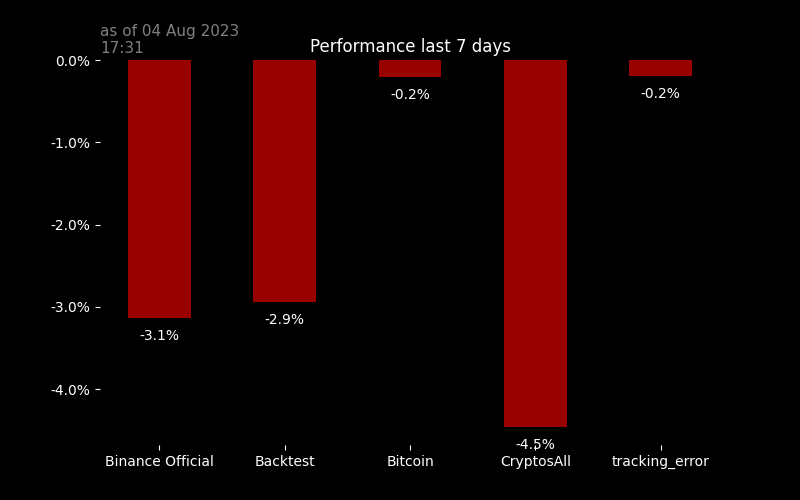 as of 04 Aug 2023
17:31
Performance last 7 days
0.0%
-1.0%
-2.0%
-3.0%
-4.0%
-3.1%
-2.9%
-0.2%
-4.5%
-0.2%
Binance Official
Backtest
Bitcoin
CryptosAll
tracking_error